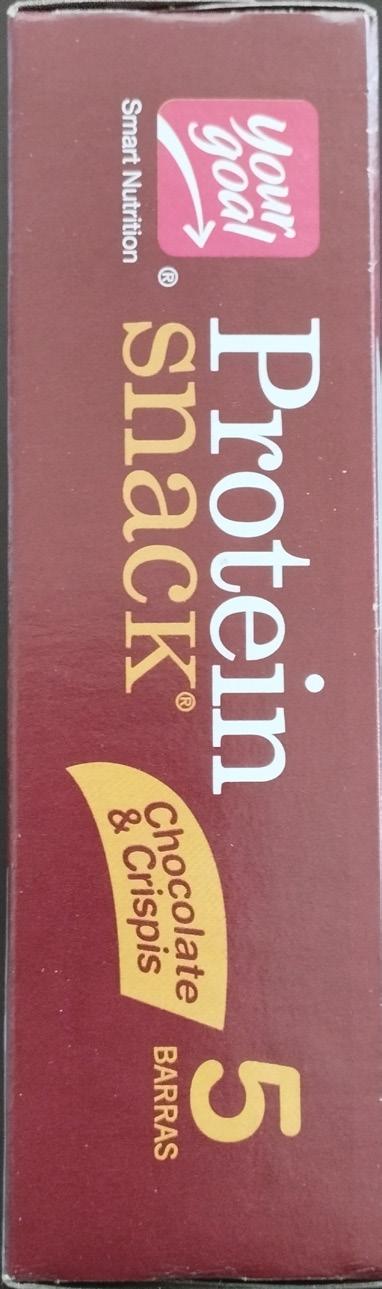 your
goal
®
Smart Nutrition
Protein
snack®
Chocolate
& Crispis
5
BARRAS